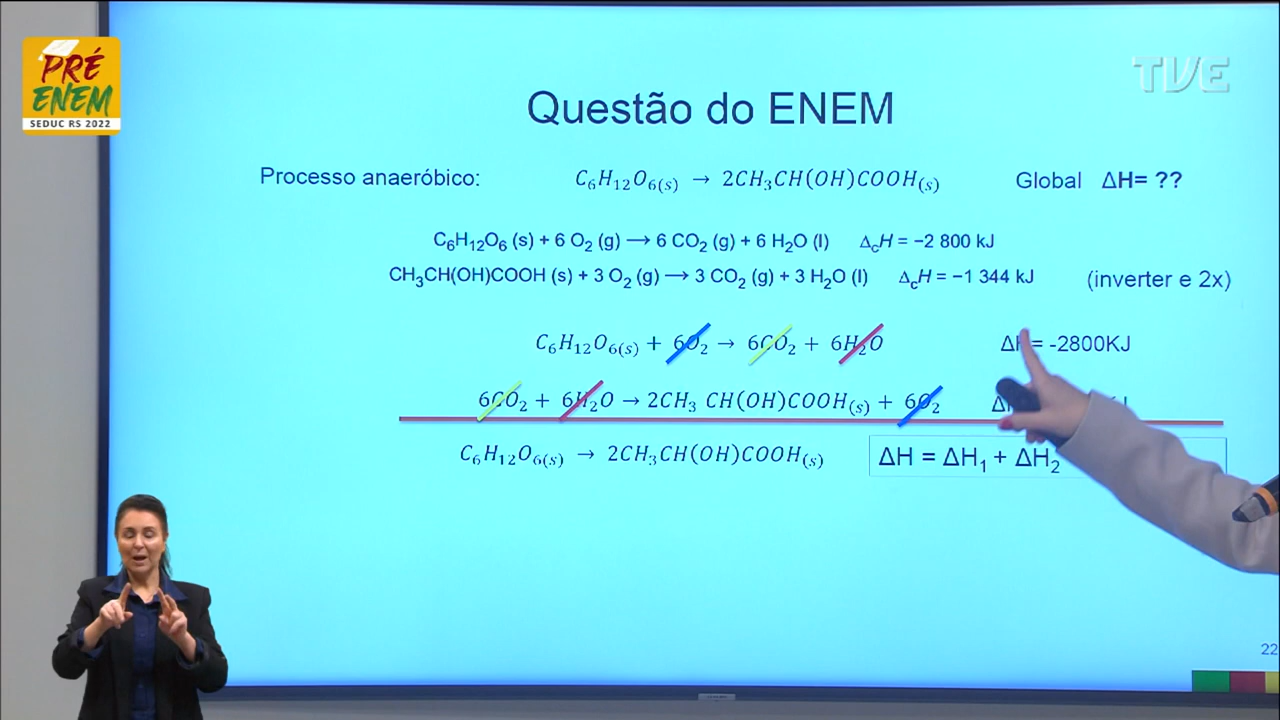 PRÉ
ENEM
SEDUC RS 2022
TVE
Questão do ENEM
Processo anaeróbico: C₆H₁₂O₆₍ₛ₎ → 2CH₃CH(OH)COOH₍ₛ₎ Global ΔH= ??
C₆H₁₂O₆ (s) + 6 O₂ (g) ⟶ 6 CO₂ (g) + 6 H₂O (l) Δ꜀H = −2 800 kJ
CH₃CH(OH)COOH (s) + 3 O₂ (g) ⟶ 3 CO₂ (g) + 3 H₂O (l) Δ꜀H = −1 344 kJ (inverter e 2x)
C₆H₁₂O₆₍ₛ₎ + 6O₂ → 6CO₂ + 6H₂O ΔH= -2800KJ
6CO₂ + 6H₂O → 2CH₃ CH(OH)COOH₍ₛ₎ + 6O₂
C₆H₁₂O₆₍ₛ₎ → 2CH₃CH(OH)COOH₍ₛ₎ ΔH = ΔH₁ + ΔH₂
22